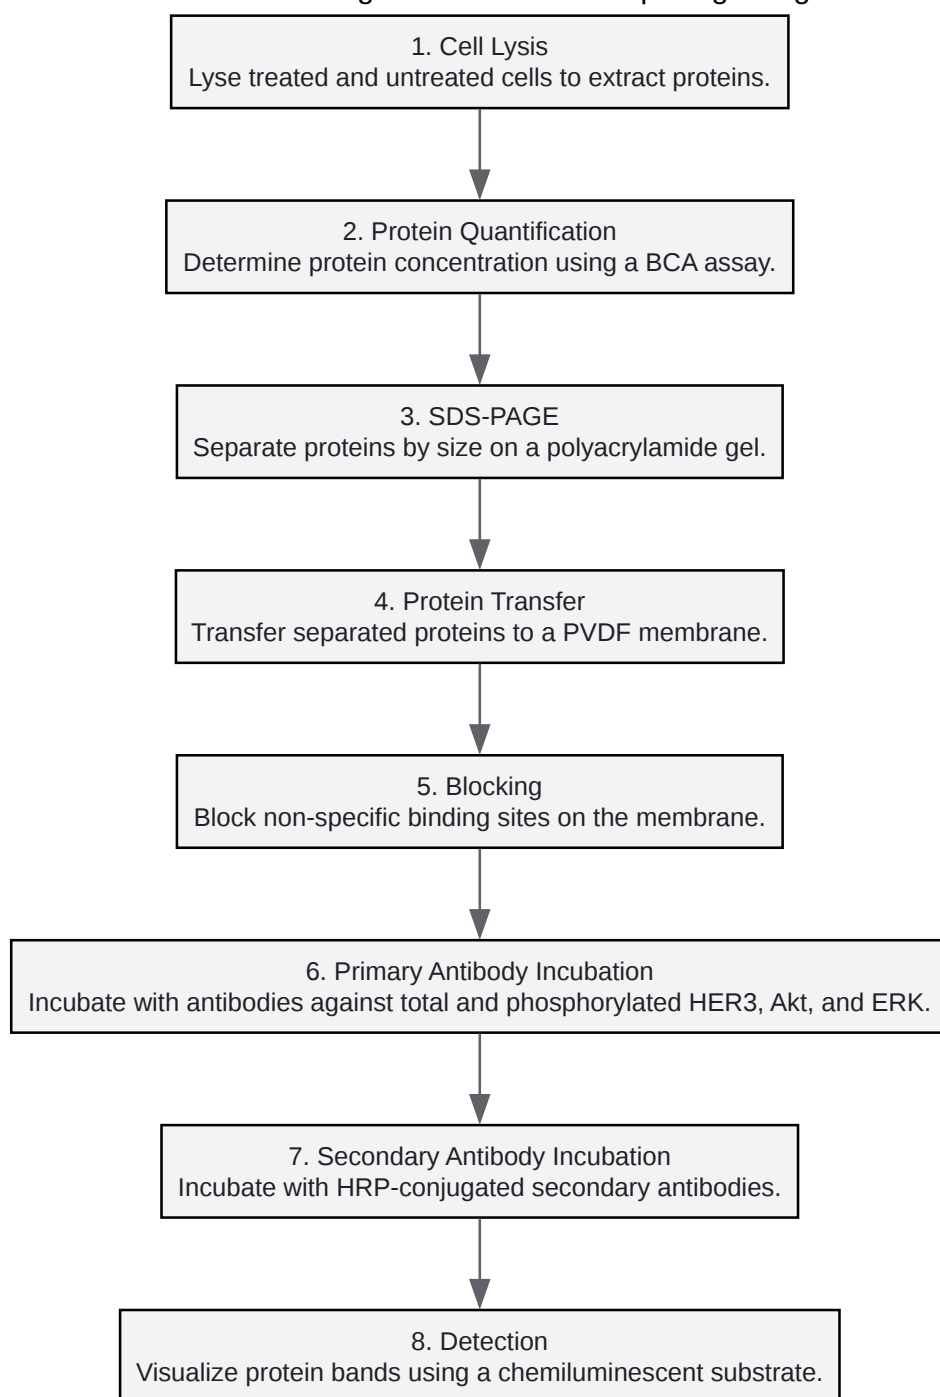 1. Cell Lysis
Lyse treated and untreated cells to extract proteins.
2. Protein Quantification
Determine protein concentration using a BCA assay.
3. SDS-PAGE
Separate proteins by size on a polyacrylamide gel.
4. Protein Transfer
Transfer separated proteins to a PVDF membrane.
5. Blocking
Block non-specific binding sites on the membrane.
6. Primary Antibody Incubation
Incubate with antibodies against total and phosphorylated HER3, Akt, and ERK.
7. Secondary Antibody Incubation
Incubate with HRP-conjugated secondary antibodies.
8. Detection
Visualize protein bands using a chemiluminescent substrate.